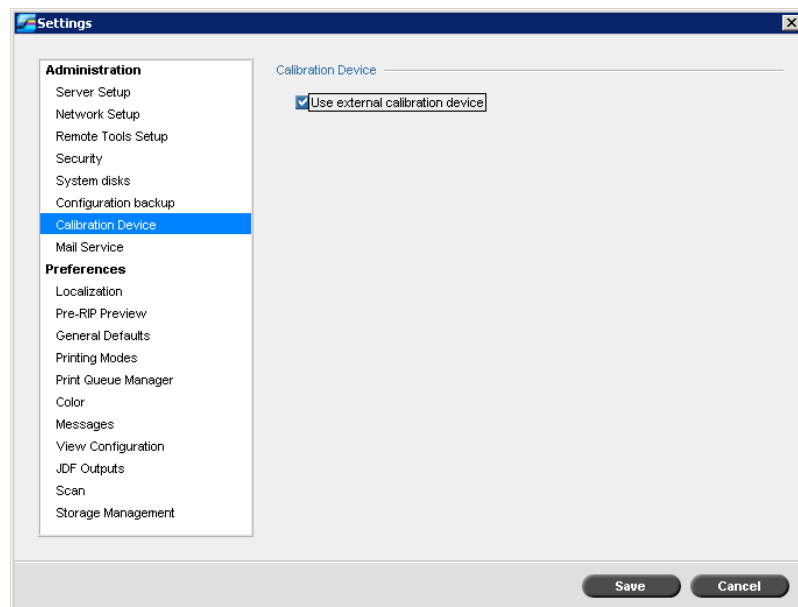 Settings
Administration
Server Setup
Network Setup
Remote Tools Setup
Security
System disks
Configuration backup
Calibration Device
Mail Service
Preferences
Localization
Pre-RIP Preview
General Defaults
Printing Modes
Print Queue Manager
Color
Messages
View Configuration
JDF Outputs
Scan
Storage Management
Calibration Device
Use external calibration device
Save
Cancel